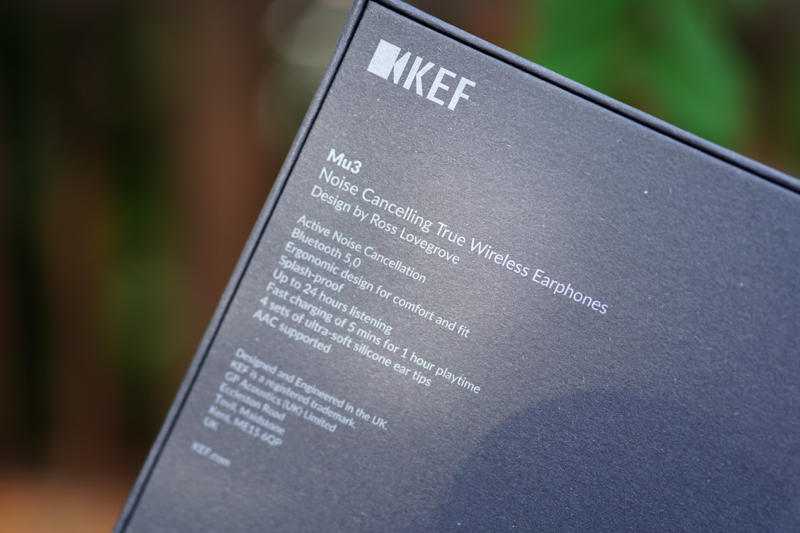 KEF
Mu3
Noise Cancelling True Wireless Earphones
Design by Ross Lovegrove
Active Noise Cancellation
Bluetooth 5.0
Ergonomic design for comfort and fit
Splash-proof
Up to 24 hours listening
Fast charging of 5 mins for 1 hour playtime
4 sets of ultra-soft silicone ear tips
AAC supported
Designed and Engineered in the UK.
KEF is a registered trademark.
GP Acoustics (UK) Limited
Eccleston Road
Tovil, Maidstone
Kent, ME15 6QP
UK
KEF.com